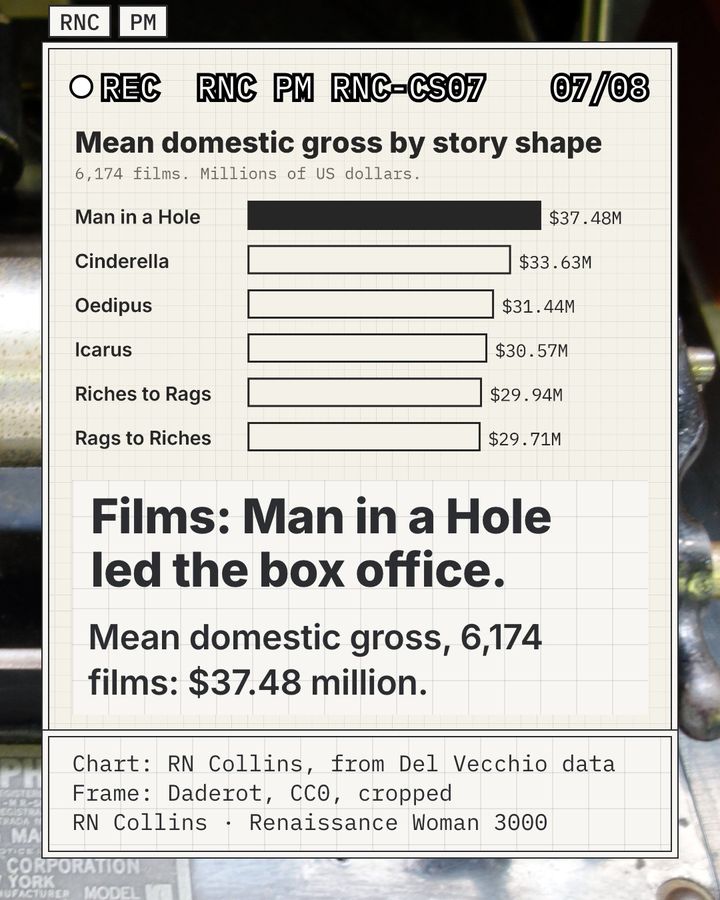 RNC PM
REC RNC PM RNC-CS07 07/08
Mean domestic gross by story shape
6,174 films. Millions of US dollars.
Man in a Hole $37.48M
Cinderella $33.63M
Oedipus $31.44M
Icarus $30.57M
Riches to Rags $29.94M
Rags to Riches $29.71M
Films: Man in a Hole
led the box office.
Mean domestic gross, 6,174
films: $37.48 million.
Chart: RN Collins, from Del Vecchio data
Frame: Daderot, CC0, cropped
RN Collins · Renaissance Woman 3000
CORPORATION
YORK
MODEL